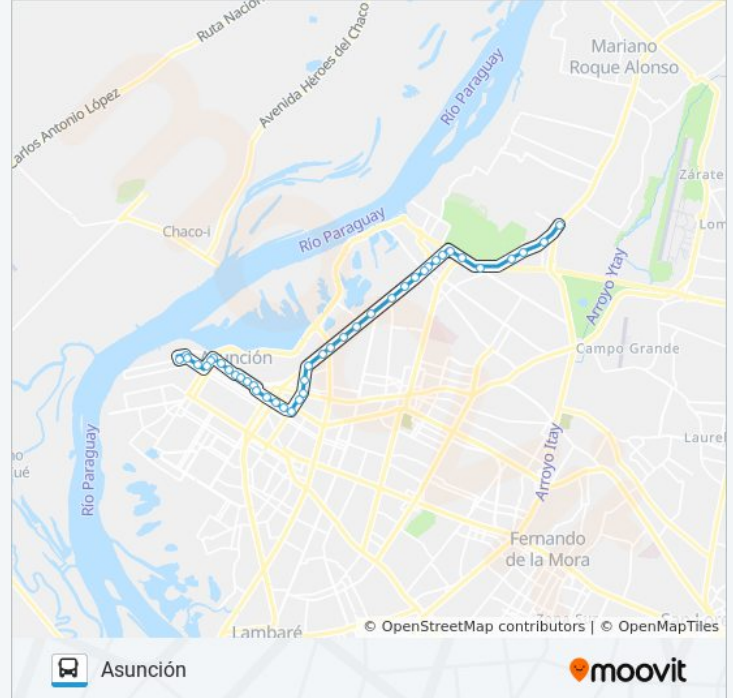 Ruta Nacion
Avenida Héroes del Chaco
arlos Antonio López
Mariano
Roque Alonso
Río Paraguay
Zárate
Lom
Río Paraguay
Chaco-i
Arroyo Ytay
Asunción
Campo Grande
Laurel
Río Paraguay
Arroyo Itay
o
ué
Fernando
de la Mora
Lambaré
© OpenStreetMap contributors | © OpenMapTiles
Asunción
moovit